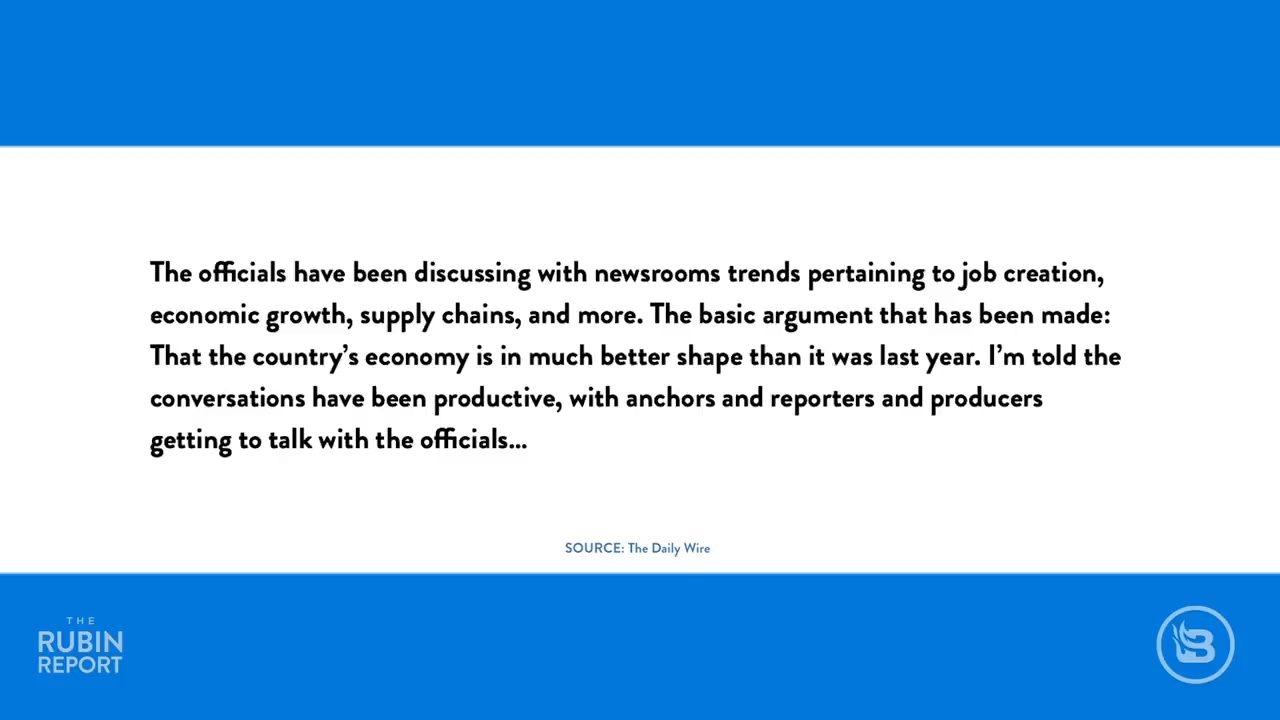 The officials have been discussing with newsrooms trends pertaining to job creation,
economic growth, supply chains, and more. The basic argument that has been made:
That the country’s economy is in much better shape than it was last year. I’m told the
conversations have been productive, with anchors and reporters and producers
getting to talk with the officials...
SOURCE: The Daily Wire
THE
RUBIN
REPORT
B